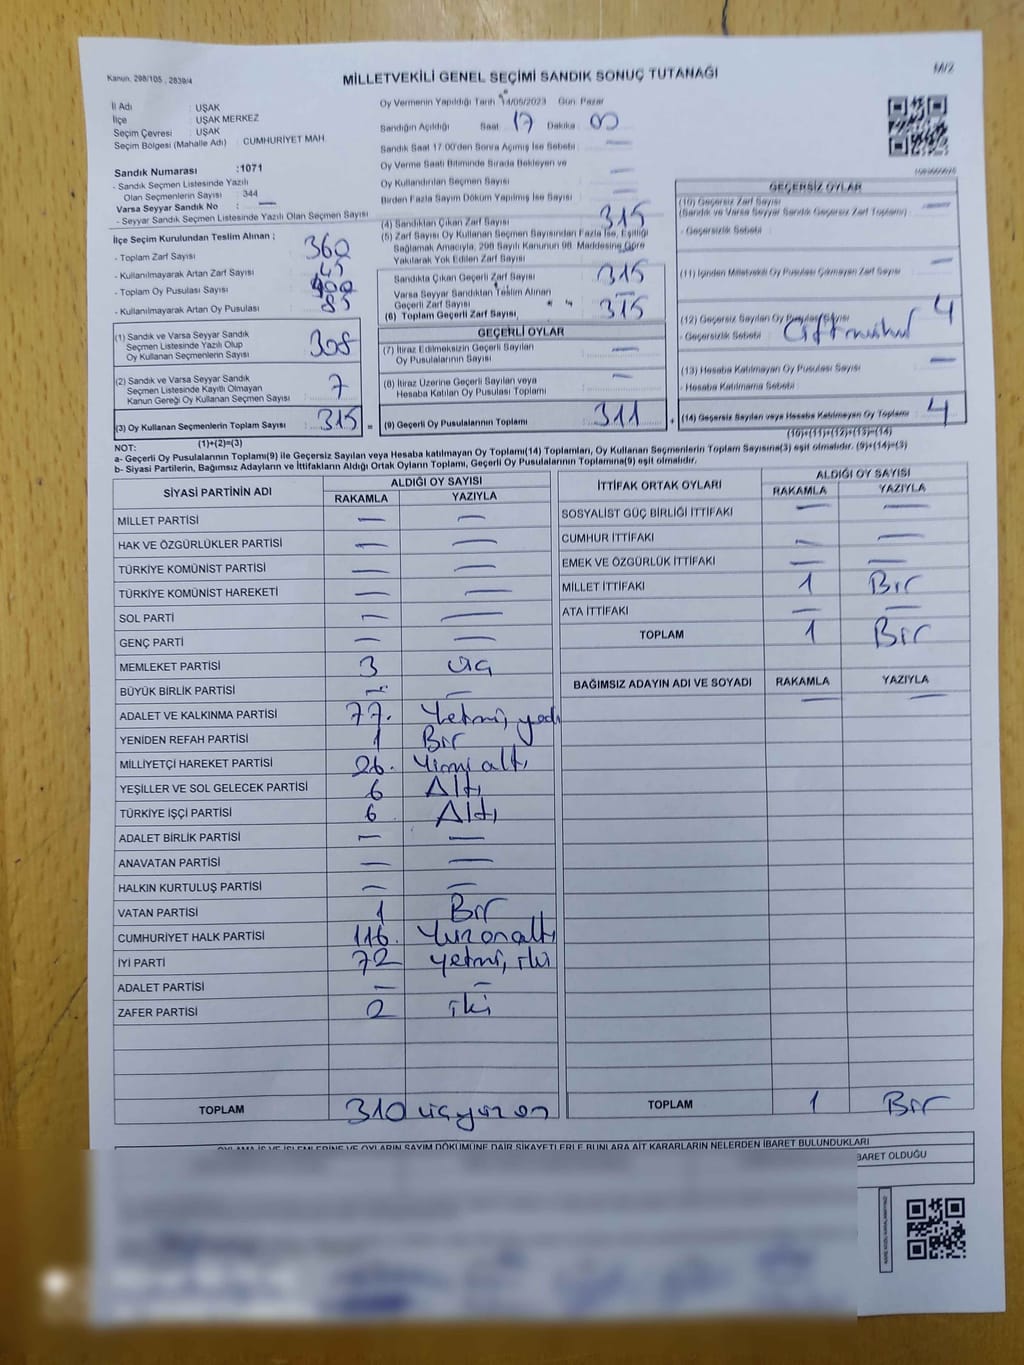 Kanun. 298/105 , 2839/4
MİLLETVEKİLİ GENEL SEÇİMİ SANDIK SONUÇ TUTANAĞI
M/2
İl Adı : UŞAK
İlçe : UŞAK MERKEZ
Seçim Çevresi : UŞAK
Seçim Bölgesi (Mahalle Adı) : CUMHURİYET MAH.
Sandık Numarası :1071
- Sandık Seçmen Listesinde Yazılı
Olan Seçmenlerin Sayısı 344
Varsa Seyyar Sandık No : —
- Seyyar Sandık Seçmen Listesinde Yazılı Olan Seçmen Sayısı
İlçe Seçim Kurulundan Teslim Alınan ;
- Toplam Zarf Sayısı : 360
- Kullanılmayarak Artan Zarf Sayısı : 45
- Toplam Oy Pusulası Sayısı : 400
- Kullanılmayarak Artan Oy Pusulası : 85
(1) Sandık ve Varsa Seyyar Sandık
Seçmen Listesinde Yazılı Olup
Oy Kullanan Seçmenlerin Sayısı 308
(2) Sandık ve Varsa Seyyar Sandık
Seçmen Listesinde Kayıtlı Olmayan
Kanun Gereği Oy Kullanan Seçmen Sayısı 7
(3) Oy Kullanan Seçmenlerin Toplam Sayısı 315 =
(1)+(2)=(3)
Oy Vermenin Yapıldığı Tarih 14/05/2023 Gün: Pazar
Sandığın Açıldığı Saat 17 Dakika 00
Sandık Saat 17.00'den Sonra Açılmış İse Sebebi : —
Oy Verme Saati Bitiminde Sırada Bekleyen ve
Oy Kullandırılan Seçmen Sayısı —
Birden Fazla Sayım Döküm Yapılmış İse Sayısı —
(4) Sandıktan Çıkan Zarf Sayısı 315
(5) Zarf Sayısı Oy Kullanan Seçmen Sayısından Fazla İse, Eşitliği
Sağlamak Amacıyla, 298 Sayılı Kanunun 98. Maddesine Göre
Yakılarak Yok Edilen Zarf Sayısı —
Sandıkta Çıkan Geçerli Zarf Sayısı 315
Varsa Seyyar Sandıktan Teslim Alınan
Geçerli Zarf Sayısı —
(6) Toplam Geçerli Zarf Sayısı 315
GEÇERLİ OYLAR
(7) İtiraz Edilmeksizin Geçerli Sayılan
Oy Pusulalarının Sayısı —
(8) İtiraz Üzerine Geçerli Sayılan veya
Hesaba Katılan Oy Pusulası Toplamı —
(9) Geçerli Oy Pusulalarının Toplamı 311 +
GEÇERSİZ OYLAR
(10) Geçersiz Zarf Sayısı —
(Sandık ve Varsa Seyyar Sandık Geçersiz Zarf Toplamı)
- Geçersizlik Sebebi :
(11) İçinden Milletvekili Oy Pusulası Çıkmayan Zarf Sayısı —
(12) Geçersiz Sayılan Oy Pusulası Sayısı 4
- Geçersizlik Sebebi : Çift mühür
(13) Hesaba Katılmayan Oy Pusulası Sayısı —
- Hesaba Katılmama Sebebi :
(14) Geçersiz Sayılan veya Hesaba Katılmayan Oy Toplamı 4
(10)+(11)+(12)+(13)=(14)
NOT:
a- Geçerli Oy Pusulalarının Toplamı(9) ile Geçersiz Sayılan veya Hesaba katılmayan Oy Toplamı(14) Toplamları, Oy Kullanan Seçmenlerin Toplam Sayısına(3) eşit olmalıdır. (9)+(14)=(3)
b- Siyasi Partilerin, Bağımsız Adayların ve İttifakların Aldığı Ortak Oyların Toplamı, Geçerli Oy Pusulalarının Toplamına(9) eşit olmalıdır.
SİYASİ PARTİNİN ADI ALDIĞI OY SAYISI
RAKAMLA YAZIYLA
MİLLET PARTİSİ — —
HAK VE ÖZGÜRLÜKLER PARTİSİ — —
TÜRKİYE KOMÜNİST PARTİSİ — —
TÜRKİYE KOMÜNİST HAREKETİ — —
SOL PARTİ — —
GENÇ PARTİ — —
MEMLEKET PARTİSİ 3 üç
BÜYÜK BİRLİK PARTİSİ — —
ADALET VE KALKINMA PARTİSİ 77. Yetmiş yedi
YENİDEN REFAH PARTİSİ 1 Bir
MİLLİYETÇİ HAREKET PARTİSİ 26. Yirmi altı
YEŞİLLER VE SOL GELECEK PARTİSİ 6 Altı
TÜRKİYE İŞÇİ PARTİSİ 6 Altı
ADALET BİRLİK PARTİSİ — —
ANAVATAN PARTİSİ — —
HALKIN KURTULUŞ PARTİSİ — —
VATAN PARTİSİ 1 Bir
CUMHURİYET HALK PARTİSİ 116. Yüz onaltı
İYİ PARTİ 72 yetmiş iki
ADALET PARTİSİ — —
ZAFER PARTİSİ 2 iki
TOPLAM 310 üçyüz on
İTTİFAK ORTAK OYLARI ALDIĞI OY SAYISI
RAKAMLA YAZIYLA
SOSYALİST GÜÇ BİRLİĞİ İTTİFAKI — —
CUMHUR İTTİFAKI — —
EMEK VE ÖZGÜRLÜK İTTİFAKI — —
MİLLET İTTİFAKI 1 Bir
ATA İTTİFAKI — —
TOPLAM 1 Bir
BAĞIMSIZ ADAYIN ADI VE SOYADI RAKAMLA YAZIYLA
— —
TOPLAM 1 Bir
OYLAMA İŞ VE İŞLEMLERİNE VE OYLARIN SAYIM DÖKÜMÜNE DAİR ŞİKAYETLERLE BUNLARA AİT KARARLARIN NELERDEN İBARET BULUNDUKLARI
BARET OLDUĞU